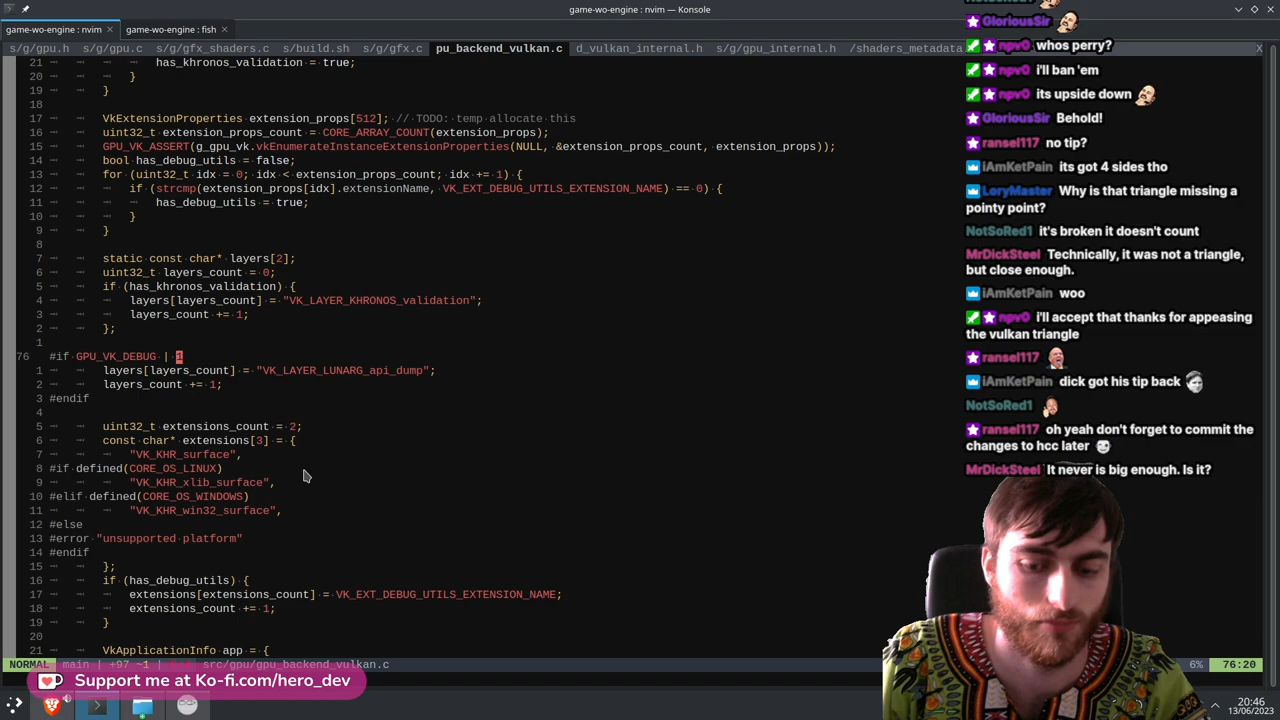 game-wo-engine : nvim — Konsole
game-wo-engine : nvim
game-wo-engine : fish
s/g/gpu.h
s/g/gpu.c
s/g/gfx_shaders.c
s/g/gfx.c
pu_backend_vulkan.c
d_vulkan_internal.h
s/g/gpu_internal.h
/shaders_metadata
X
21 has_khronos_validation = true;
20 }
19 }
18
17 VkExtensionProperties extension_props[512]; // TODO: temp allocate this
16 uint32_t extension_props_count = CORE_ARRAY_COUNT(extension_props);
15 GPU_VK_ASSERT(g_gpu_vk.vkEnumerateInstanceExtensionProperties(NULL, &extension_props_count, extension_props));
14 bool has_debug_utils = false;
13 for (uint32_t idx = 0; idx < extension_props_count; idx += 1) {
12 if (strcmp(extension_props[idx].extensionName, VK_EXT_DEBUG_UTILS_EXTENSION_NAME) == 0) {
11 has_debug_utils = true;
10 }
9 }
8
7 static const char* layers[2];
6 uint32_t layers_count = 0;
5 if (has_khronos_validation) {
4 layers[layers_count] = "VK_LAYER_KHRONOS_validation";
3 layers_count += 1;
2 };
1
76 #if GPU_VK_DEBUG | 1
1 layers[layers_count] = "VK_LAYER_LUNARG_api_dump";
2 layers_count += 1;
3 #endif
4
5 uint32_t extensions_count = 2;
6 const char* extensions[3] = {
7 "VK_KHR_surface",
8 #if defined(CORE_OS_LINUX)
9 "VK_KHR_xlib_surface",
10 #elif defined(CORE_OS_WINDOWS)
11 "VK_KHR_win32_surface",
12 #else
13 #error "unsupported platform"
14 #endif
15 };
16 if (has_debug_utils) {
17 extensions[extensions_count] = VK_EXT_DEBUG_UTILS_EXTENSION_NAME;
18 extensions_count += 1;
19 }
20
21 VkApplicationInfo app = {
NORMAL main | +97 ~1 | src/gpu/gpu_backend_vulkan.c
6% 76:20
Support me at Ko-fi.com/hero_dev
20:46
13/06/2023
GloriousSir
npv0 whos perry?
npv0 i'll ban 'em
npv0 its upside down
GloriousSir Behold!
ransel117 no tip?
iAmKetPain its got 4 sides tho
LoryMaster Why is that triangle missing a
pointy point?
NotSoRed1 it's broken it doesn't count
MrDickSteel Technically, it was not a triangle,
but close enough.
iAmKetPain woo
npv0 i'll accept that thanks for appeasing
the vulkan triangle
ransel117
iAmKetPain dick got his tip back
NotSoRed1
ransel117 oh yeah don't forget to commit the
changes to hcc later
MrDickSteel It never is big enough. Is it?